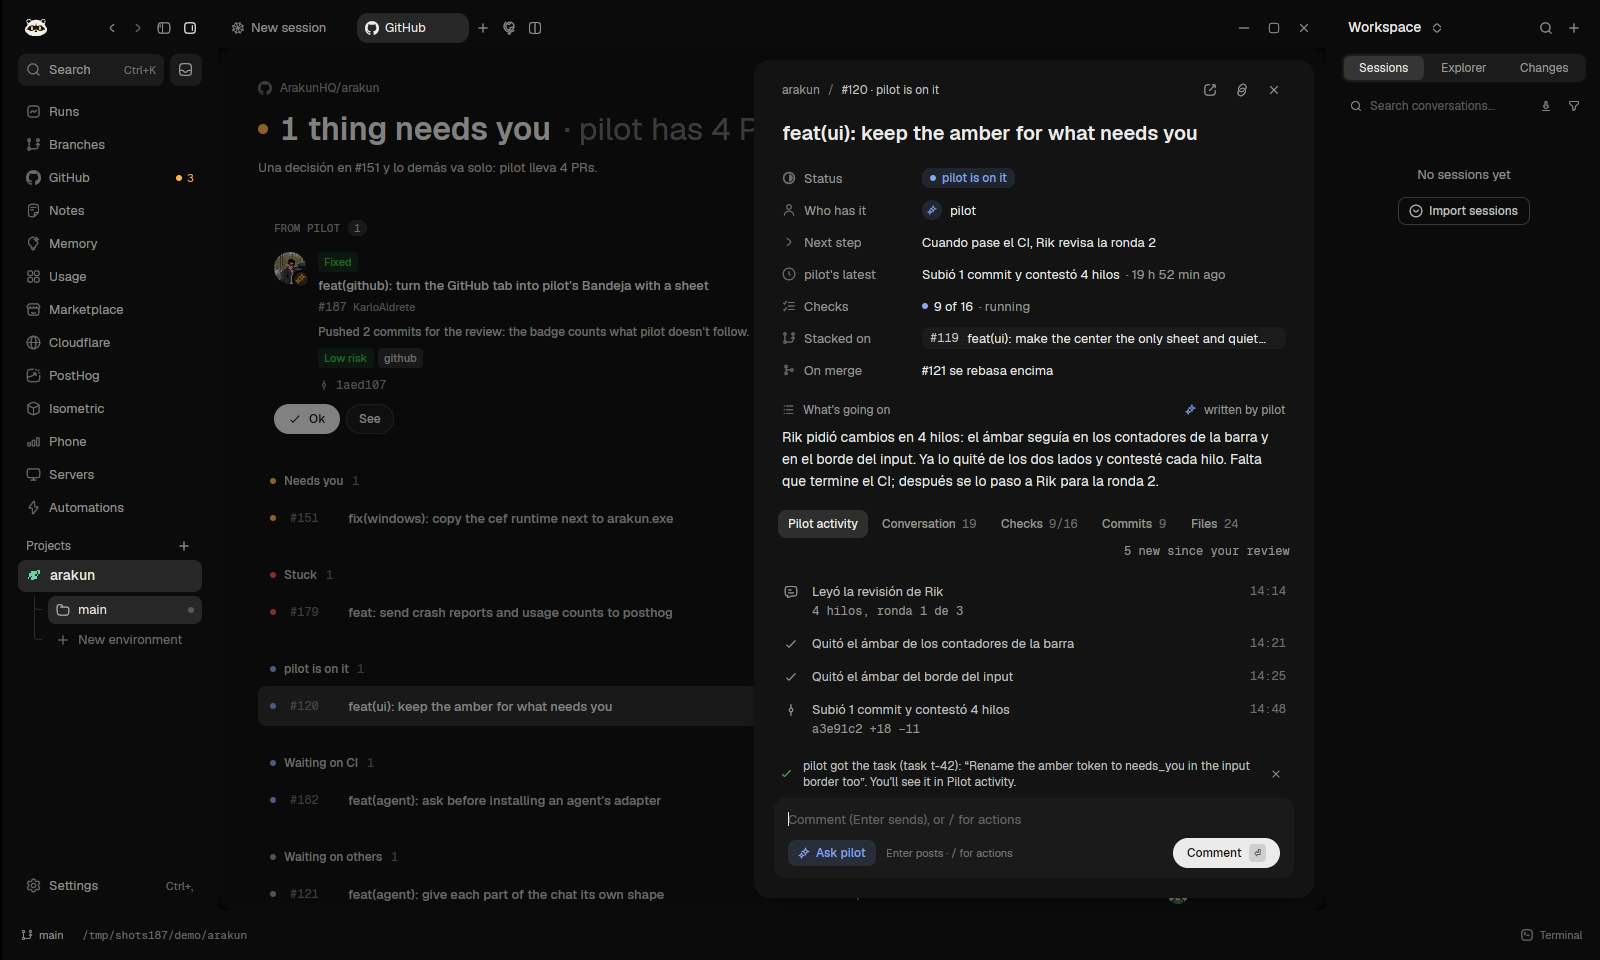 New session
GitHub
Workspace
Search Ctrl+K
Runs
Branches
GitHub 3
Notes
Memory
Usage
Marketplace
Cloudflare
PostHog
Isometric
Phone
Servers
Automations
Projects
arakun
main
New environment
Settings Ctrl+,
ArakunHQ/arakun
1 thing needs you · pilot has 4 P
Una decisión en #151 y lo demás va solo: pilot lleva 4 PRs.
FROM PILOT 1
Fixed
feat(github): turn the GitHub tab into pilot's Bandeja with a sheet
#187 KarloAldrete
Pushed 2 commits for the review: the badge counts what pilot doesn't follow.
Low risk github
1aed107
Ok See
Needs you 1
#151 fix(windows): copy the cef runtime next to arakun.exe
Stuck 1
#179 feat: send crash reports and usage counts to posthog
pilot is on it 1
#120 feat(ui): keep the amber for what needs you
Waiting on CI 1
#182 feat(agent): ask before installing an agent's adapter
Waiting on others 1
#121 feat(agent): give each part of the chat its own shape
arakun / #120 · pilot is on it
feat(ui): keep the amber for what needs you
Status pilot is on it
Who has it pilot
Next step Cuando pase el CI, Rik revisa la ronda 2
pilot's latest Subió 1 commit y contestó 4 hilos · 19 h 52 min ago
Checks 9 of 16 · running
Stacked on #119 feat(ui): make the center the only sheet and quiet…
On merge #121 se rebasa encima
What's going on written by pilot
Rik pidió cambios en 4 hilos: el ámbar seguía en los contadores de la barra y
en el borde del input. Ya lo quité de los dos lados y contesté cada hilo. Falta
que termine el CI; después se lo paso a Rik para la ronda 2.
Pilot activity Conversation 19 Checks 9/16 Commits 9 Files 24
5 new since your review
Leyó la revisión de Rik 14:14
4 hilos, ronda 1 de 3
Quitó el ámbar de los contadores de la barra 14:21
Quitó el ámbar del borde del input 14:25
Subió 1 commit y contestó 4 hilos 14:48
a3e91c2 +18 −11
pilot got the task (task t-42): “Rename the amber token to needs_you in the input
border too”. You'll see it in Pilot activity.
Comment (Enter sends), or / for actions
Ask pilot Enter posts · / for actions Comment
Sessions Explorer Changes
Search conversations…
No sessions yet
Import sessions
main /tmp/shots187/demo/arakun
Terminal